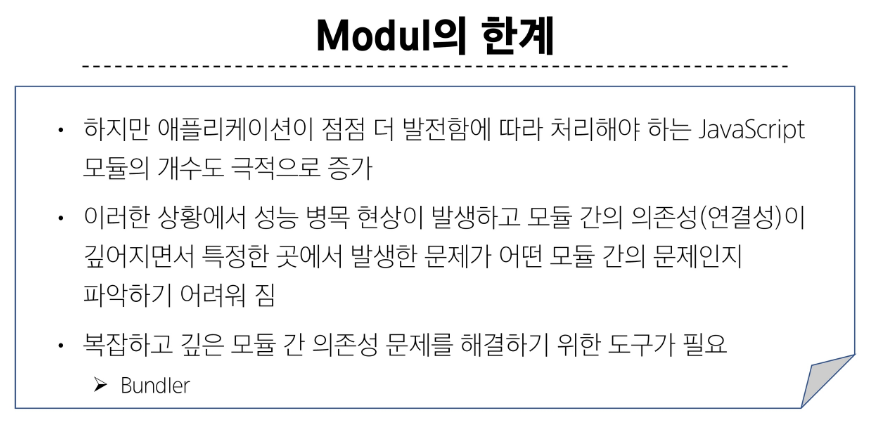 Modul의 한계
• 하지만 애플리케이션이 점점 더 발전함에 따라 처리해야 하는 JavaScript
모듈의 개수도 극적으로 증가
• 이러한 상황에서 성능 병목 현상이 발생하고 모듈 간의 의존성(연결성)이
깊어지면서 특정한 곳에서 발생한 문제가 어떤 모듈 간의 문제인지
파악하기 어려워 짐
• 복잡하고 깊은 모듈 간 의존성 문제를 해결하기 위한 도구가 필요
➢ Bundler